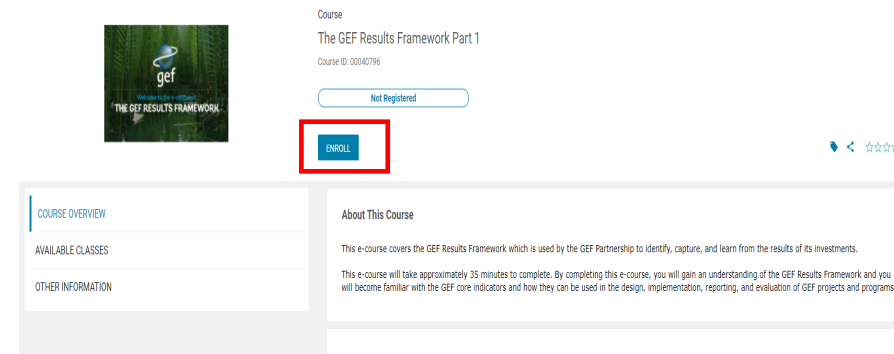 Course
The GEF Results Framework Part 1
Course ID: 00040796
gef
THE GEF RESULTS FRAMEWORK
Not Registered
ENROLL
COURSE OVERVIEW
AVAILABLE CLASSES
OTHER INFORMATION
About This Course
This e-course covers the GEF Results Framework which is used by the GEF Partnership to identify, capture, and learn from the results of its investments.
This e-course will take approximately 35 minutes to complete. By completing this e-course, you will gain an understanding of the GEF Results Framework and you
will become familiar with the GEF core indicators and how they can be used in the design, implementation, reporting, and evaluation of GEF projects and programs